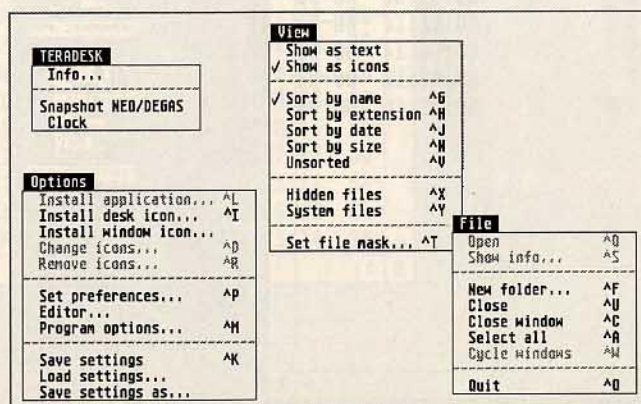 TERADESK
Info...
Snapshot NEO/DEGAS
Clock
View
Show as text
✓ Show as icons
✓ Sort by name ^G
Sort by extension ^H
Sort by date ^J
Sort by size ^N
Unsorted ^V
Hidden files ^X
System files ^Y
Set file mask... ^T
Options
Install application... ^L
Install desk icon... ^I
Install window icon...
Change icons... ^D
Remove icons... ^R
Set preferences... ^P
Editor...
Program options... ^M
Save settings ^K
Load settings...
Save settings as...
File
Open ^O
Show info... ^S
New folder... ^F
Close ^U
Close window ^C
Select all ^A
Cycle windows ^W
Quit ^Q